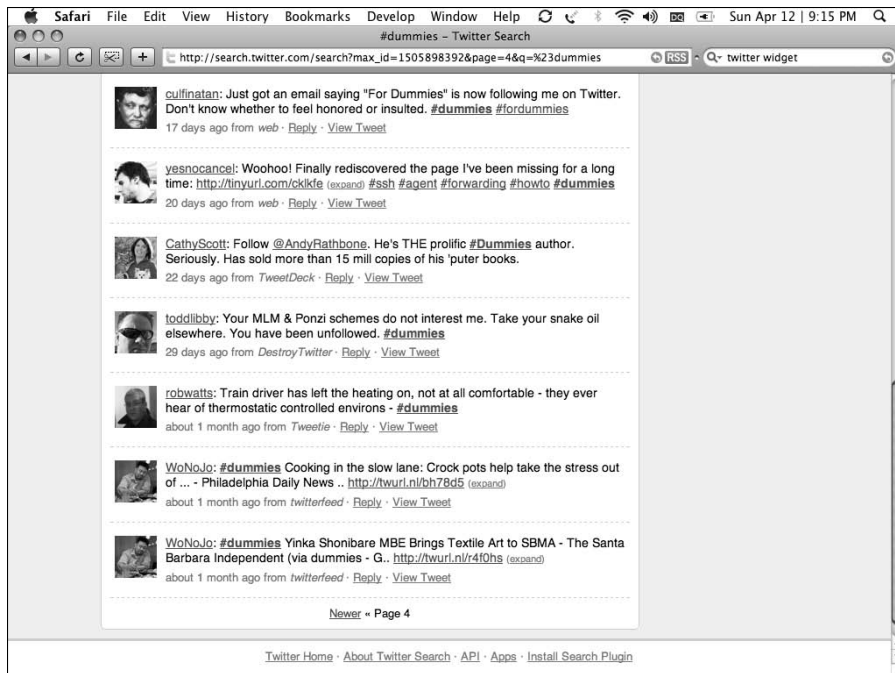 Safari File Edit View History Bookmarks Develop Window Help Sun Apr 12 | 9:15 PM
#dummies – Twitter Search
http://search.twitter.com/search?max_id=1505898392&page=4&q=%23dummies RSS twitter widget
culfinatan: Just got an email saying "For Dummies" is now following me on Twitter.
Don't know whether to feel honored or insulted. #dummies #fordummies
17 days ago from web · Reply · View Tweet
yesnocancel: Woohoo! Finally rediscovered the page I've been missing for a long
time: http://tinyurl.com/cklkfe (expand) #ssh #agent #forwarding #howto #dummies
20 days ago from web · Reply · View Tweet
CathyScott: Follow @AndyRathbone. He's THE prolific #Dummies author.
Seriously. Has sold more than 15 mill copies of his 'puter books.
22 days ago from TweetDeck · Reply · View Tweet
toddlibby: Your MLM & Ponzi schemes do not interest me. Take your snake oil
elsewhere. You have been unfollowed. #dummies
29 days ago from DestroyTwitter · Reply · View Tweet
robwatts: Train driver has left the heating on, not at all comfortable - they ever
hear of thermostatic controlled environs - #dummies
about 1 month ago from Tweetie · Reply · View Tweet
WoNoJo: #dummies Cooking in the slow lane: Crock pots help take the stress out
of ... - Philadelphia Daily News .. http://twurl.nl/bh78d5 (expand)
about 1 month ago from twitterfeed · Reply · View Tweet
WoNoJo: #dummies Yinka Shonibare MBE Brings Textile Art to SBMA - The Santa
Barbara Independent (via dummies - G.. http://twurl.nl/r4f0hs (expand)
about 1 month ago from twitterfeed · Reply · View Tweet
Newer « Page 4
Twitter Home · About Twitter Search · API · Apps · Install Search Plugin